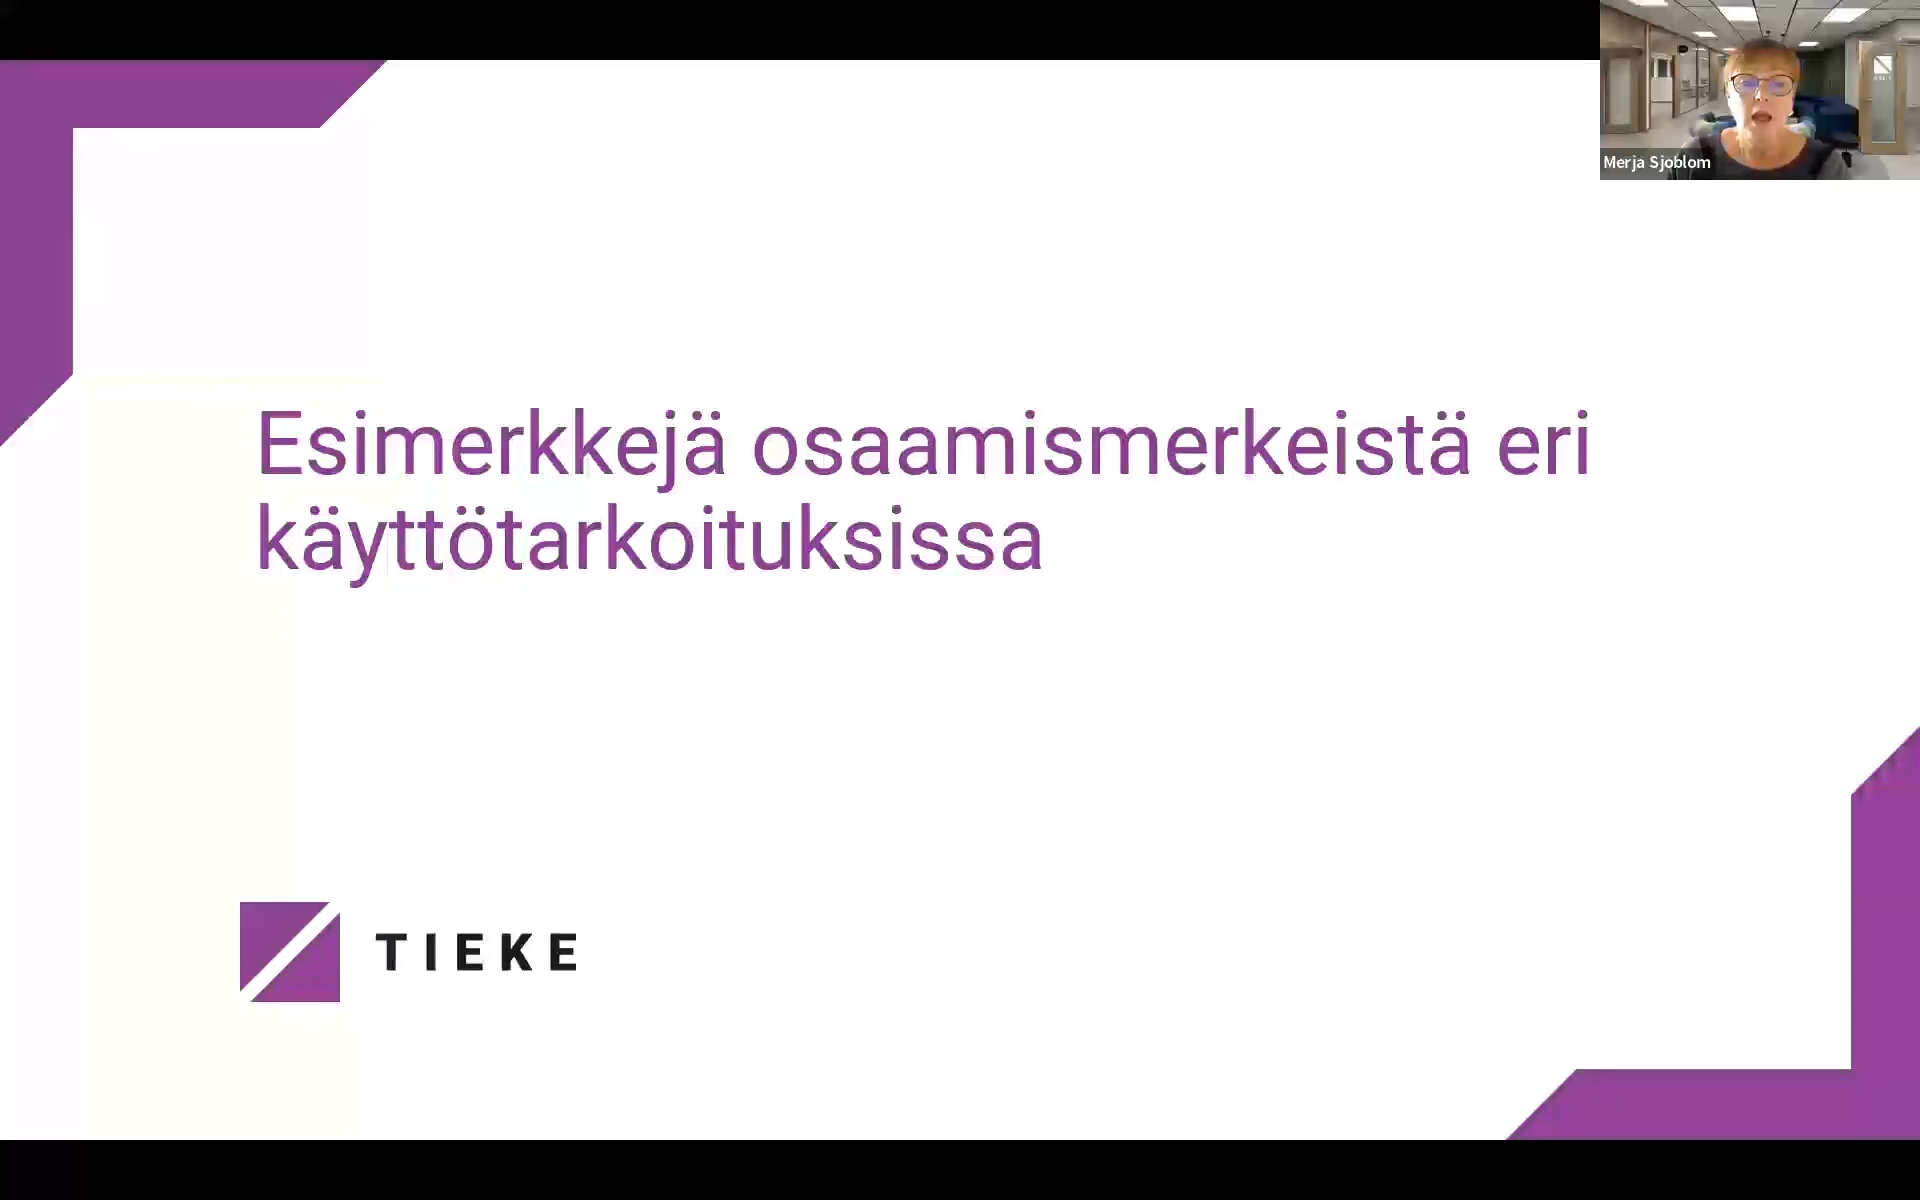 Merja Sjoblom
Esimerkkejä osaamismerkeistä eri
käyttötarkoituksissa
TIEKE